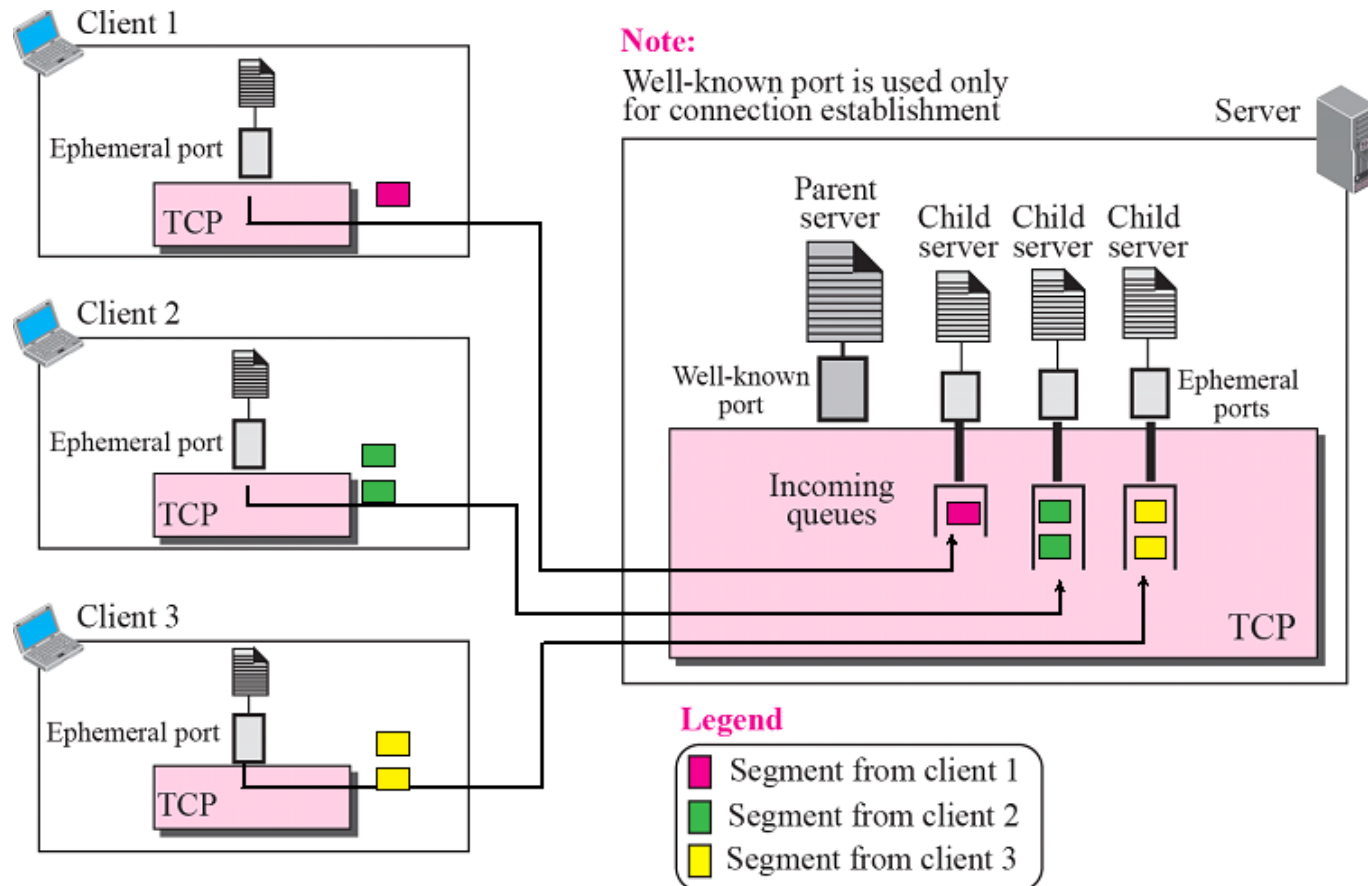 Client 1
Ephemeral port
TCP
Client 2
Ephemeral port
TCP
Client 3
Ephemeral port
TCP
Note:
Well-known port is used only
for connection establishment
Server
Parent
server
Child
server
Child
server
Child
server
Well-known
port
Ephemeral
ports
Incoming
queues
TCP
Legend
Segment from client 1
Segment from client 2
Segment from client 3